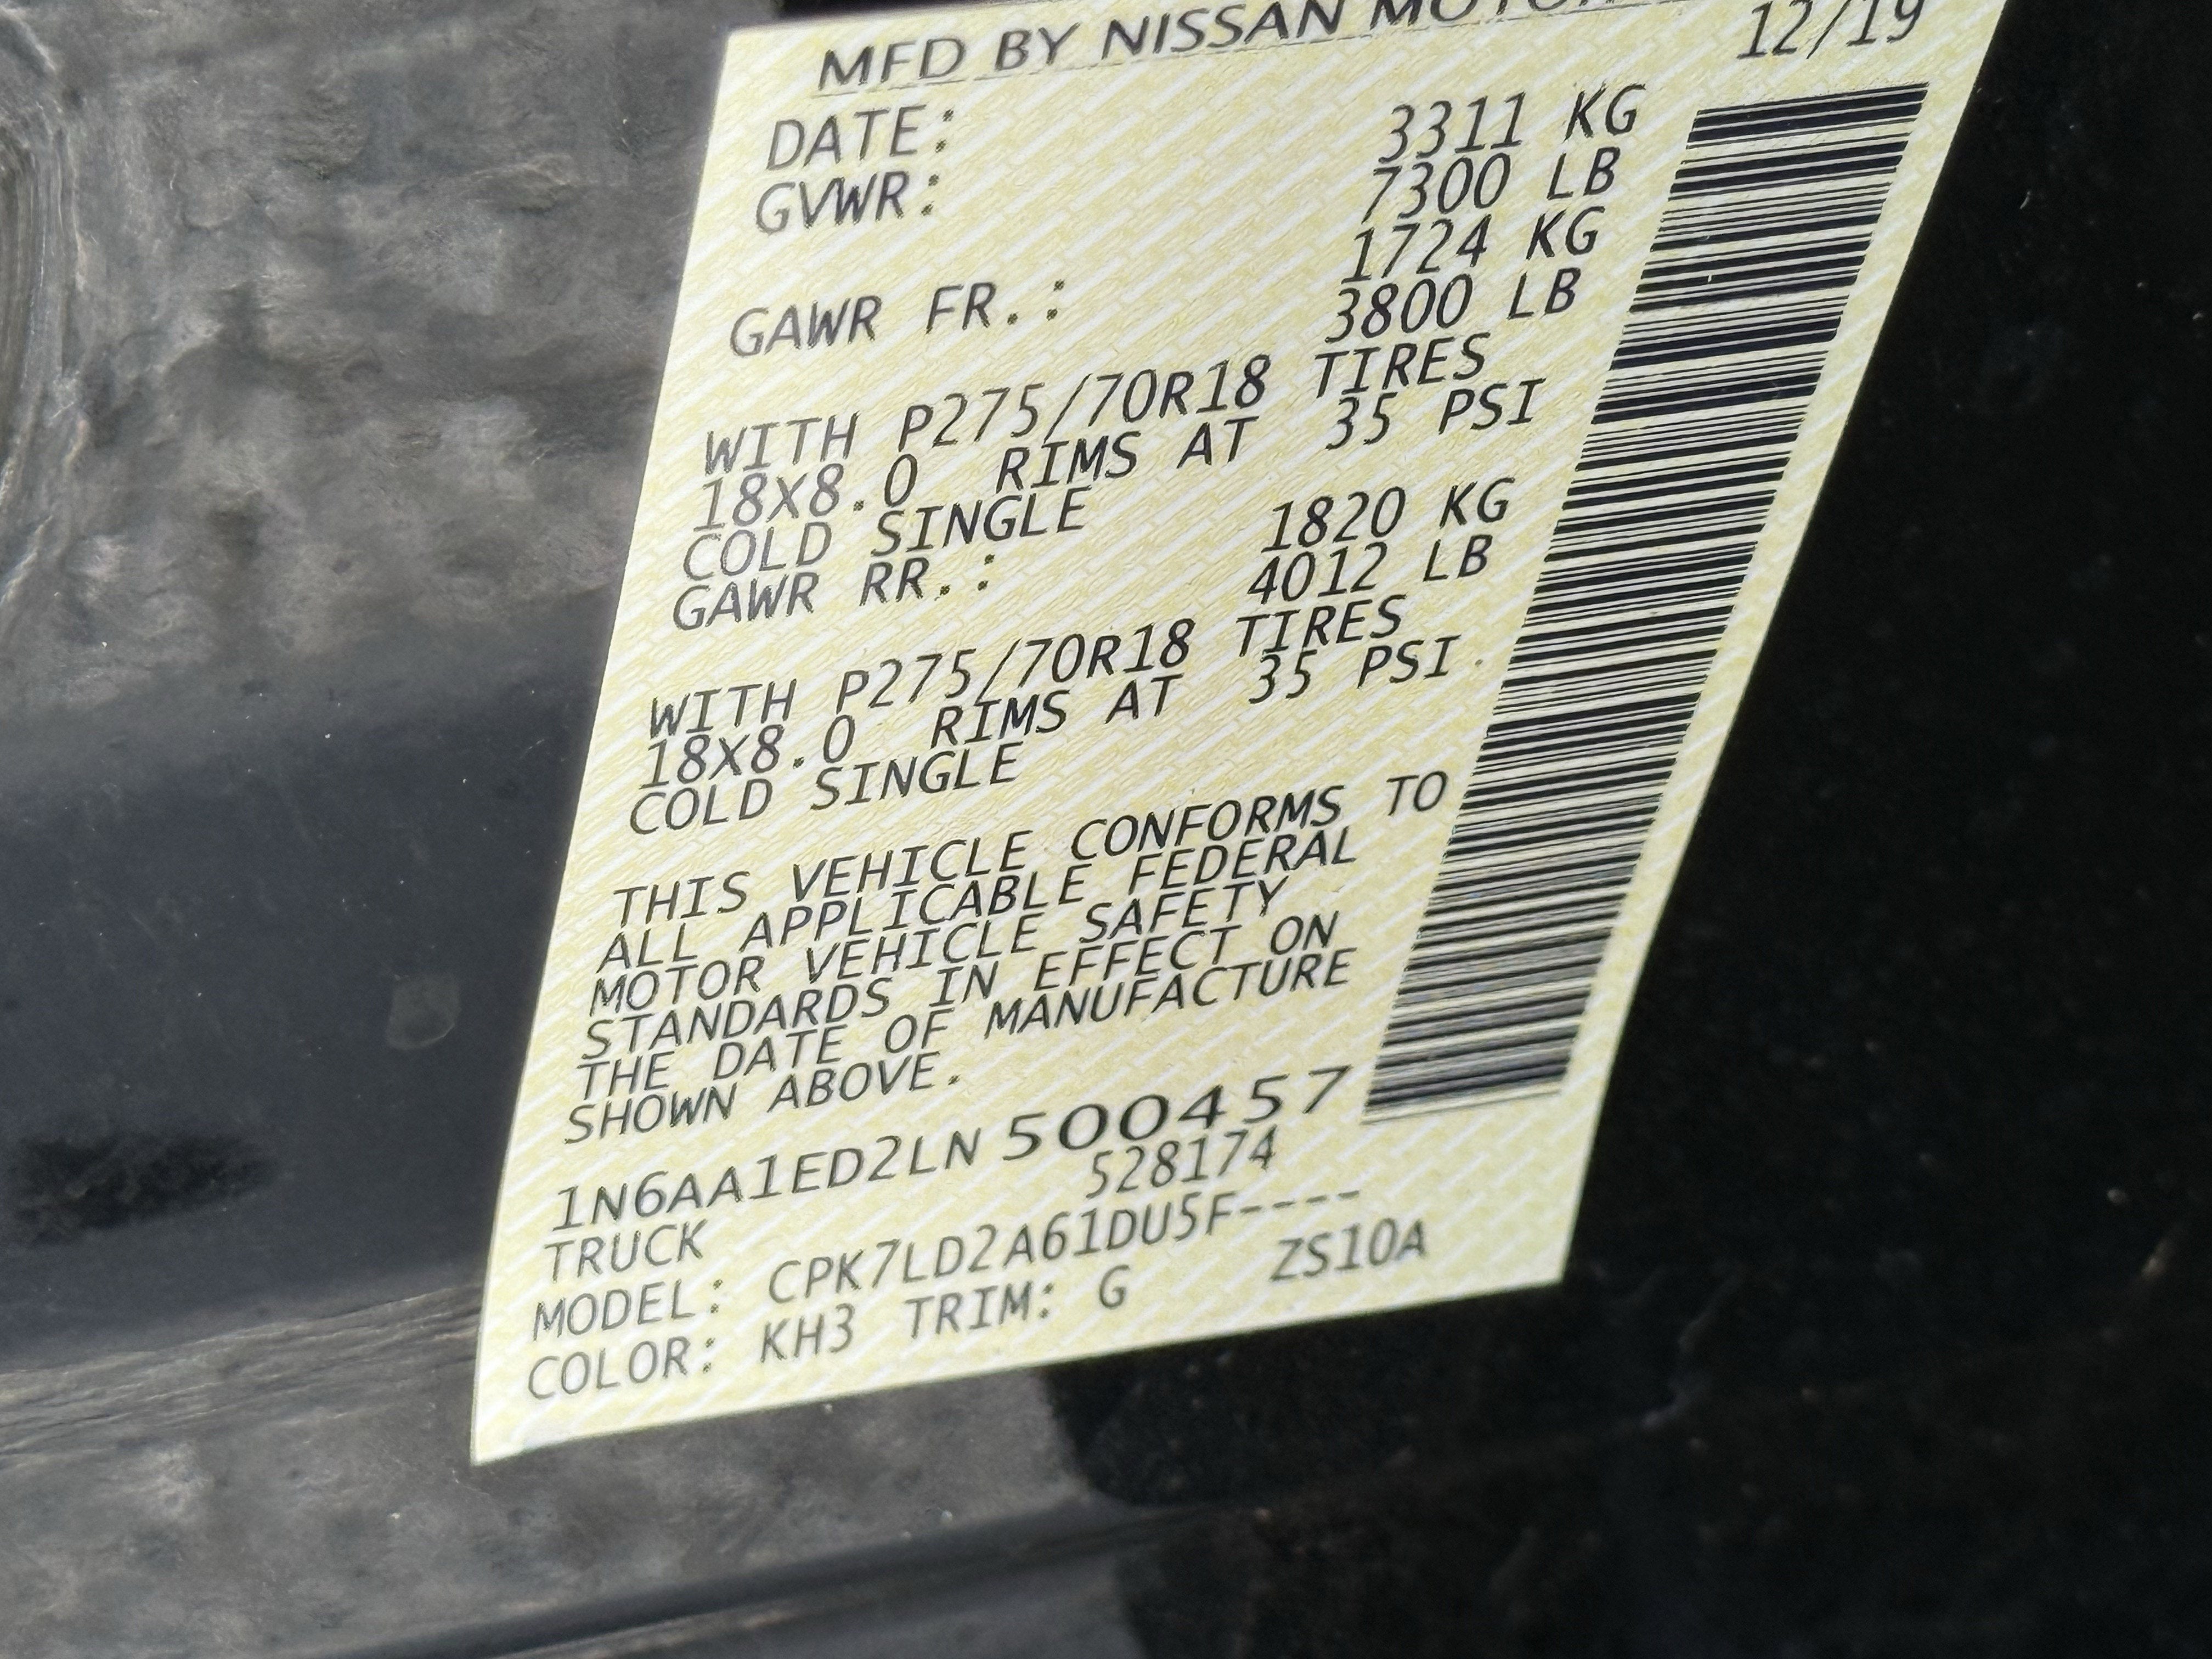 MFD BY NISSAN MOTOR
DATE: 12/19
GVWR: 3311 KG
7300 LB
GAWR FR.: 1724 KG
3800 LB
WITH P275/70R18 TIRES
18X8.0 RIMS AT 35 PSI
COLD SINGLE
GAWR RR.: 1820 KG
4012 LB
WITH P275/70R18 TIRES
18X8.0 RIMS AT 35 PSI
COLD SINGLE
THIS VEHICLE CONFORMS TO
ALL APPLICABLE FEDERAL
MOTOR VEHICLE SAFETY
STANDARDS IN EFFECT ON
THE DATE OF MANUFACTURE
SHOWN ABOVE.
1N6AA1ED2LN 500457
TRUCK 528174
MODEL: CPK7LD2A61DU5F----
COLOR: KH3 TRIM: G ZS10A